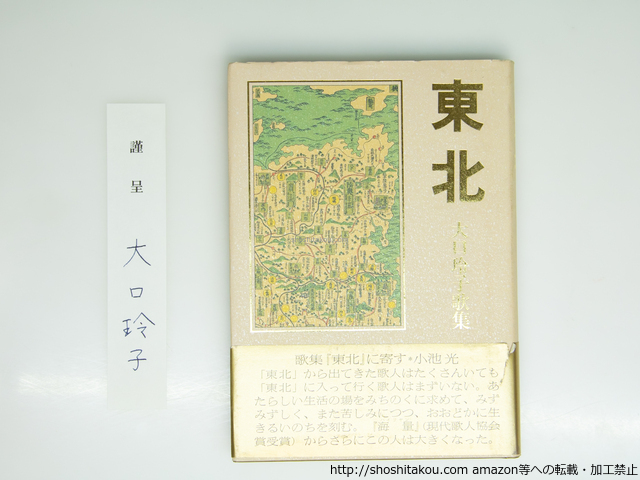 謹呈
大口玲子
東北
大口玲子歌集
歌集『東北』に寄す・小池光
「東北」から出てきた歌人はたくさんいても
「東北」に入って行く歌人はまずいない。あ
たらしい生活の場をみちのくに求めて、みず
みずしく、また苦しみにつつ、おおどかに生
きるいのちを刻む。『海量』（現代歌人協会
賞受賞）からさらにこの人は大きくなった。
http://shoshitakou.com amazon等への転載・加工禁止